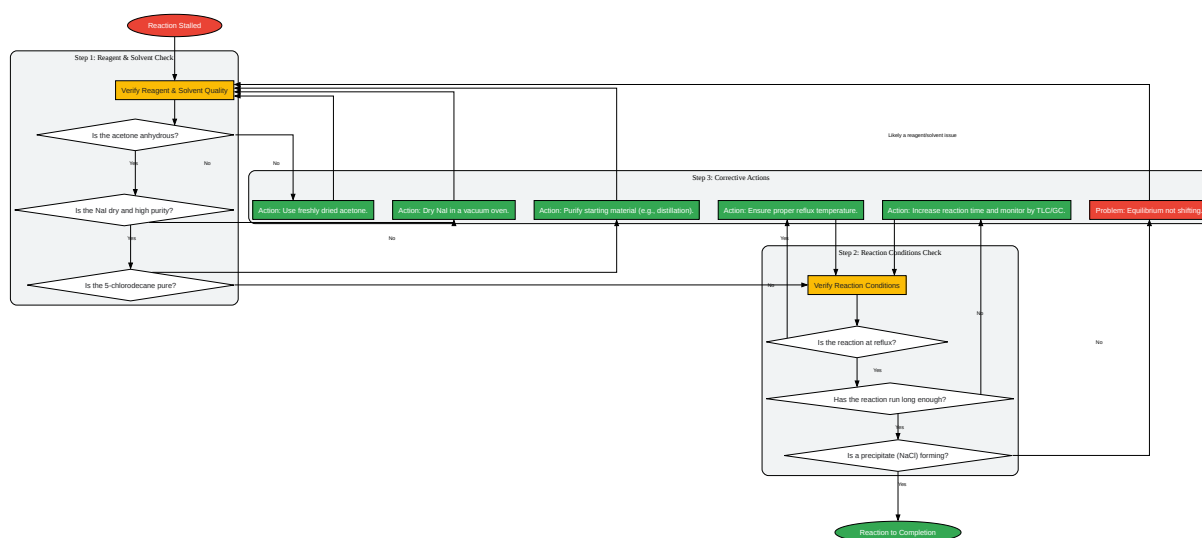 Reaction Stalled
Step 1: Reagent & Solvent Check
Verify Reagent & Solvent Quality
Is the acetone anhydrous?
Likely a reagent/solvent issue
Yes
No
No
Step 3: Corrective Actions
Is the NaI dry and high purity?
Action: Use freshly dried acetone.
Action: Dry NaI in a vacuum oven.
Action: Purify starting material (e.g., distillation).
Action: Ensure proper reflux temperature.
Action: Increase reaction time and monitor by TLC/GC.
Problem: Equilibrium not shifting.
Yes
No
Yes
Step 2: Reaction Conditions Check
Is the 5-chlorodecane pure?
No
Verify Reaction Conditions
No
Is the reaction at reflux?
No
Yes
Has the reaction run long enough?
Yes
Is a precipitate (NaCl) forming?
Yes
Reaction to Completion